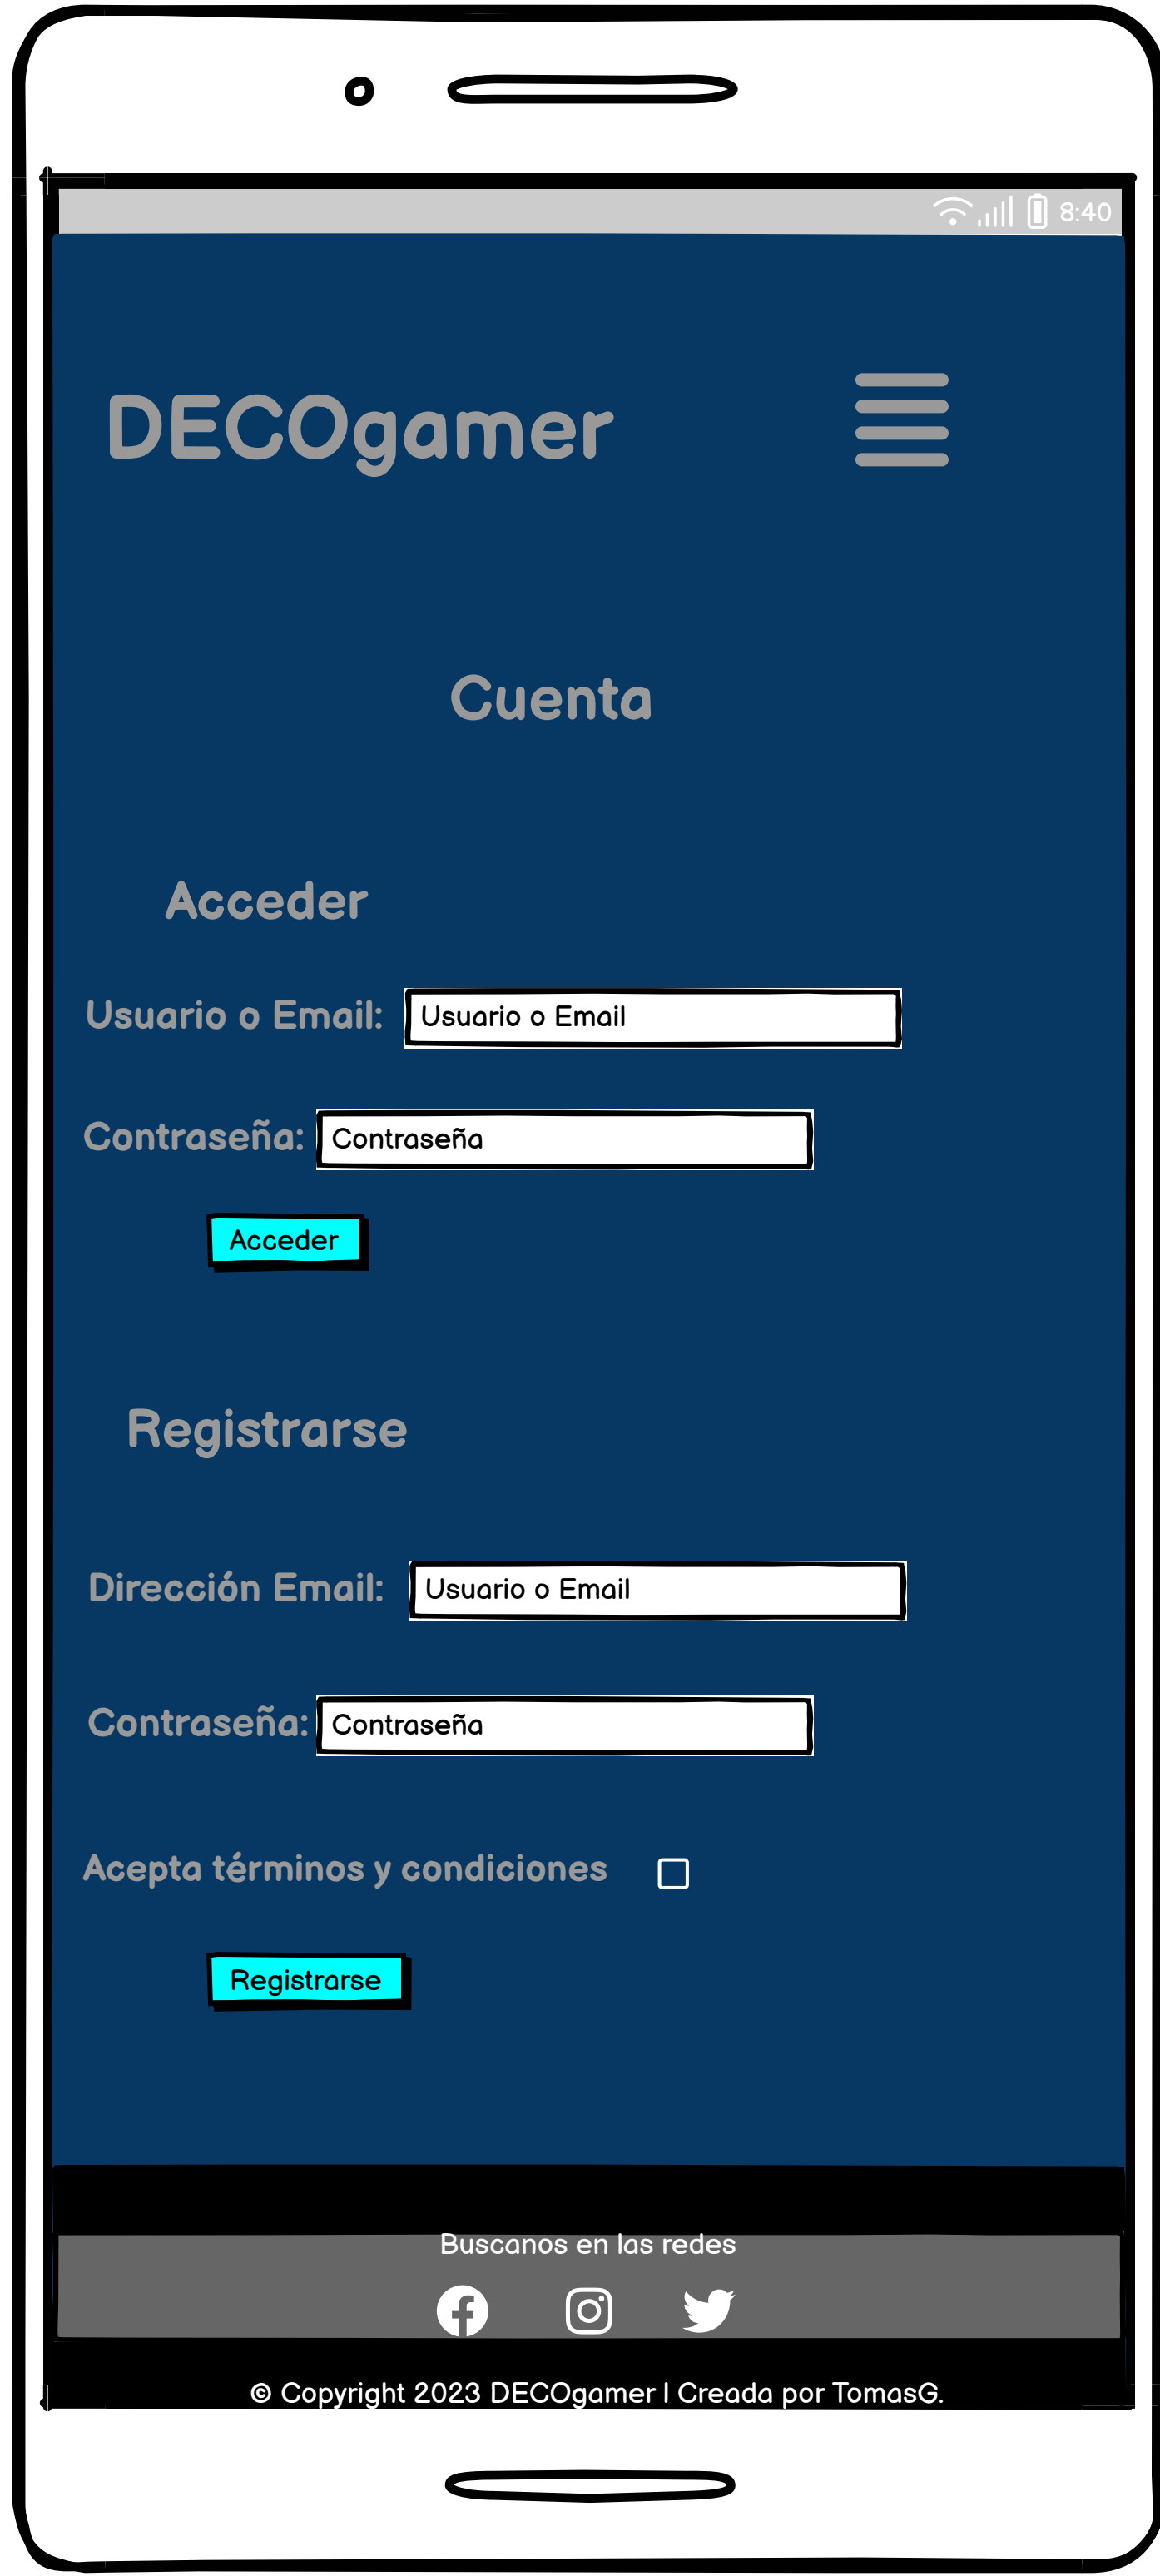 8:40
DECOgamer
Cuenta
Acceder
Usuario o Email: Usuario o Email
Contraseña: Contraseña
Acceder
Registrarse
Dirección Email: Usuario o Email
Contraseña: Contraseña
Acepta términos y condiciones
Registrarse
Buscanos en las redes
© Copyright 2023 DECOgamer | Creada por TomasG.